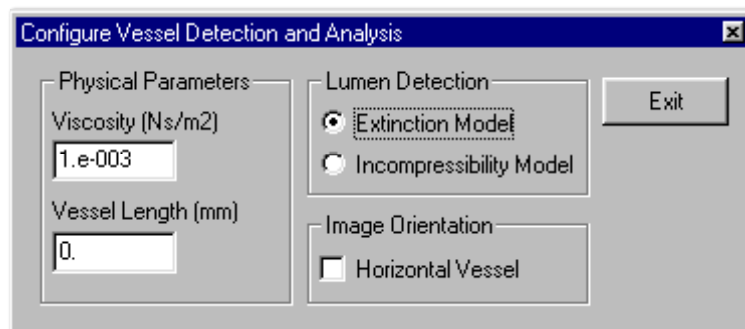 Configure Vessel Detection and Analysis
Physical Parameters
Viscosity (Ns/m2)
1.e-003
Vessel Length (mm)
0.
Lumen Detection
Extinction Model
Incompressibility Model
Image Orientation
Horizontal Vessel
Exit